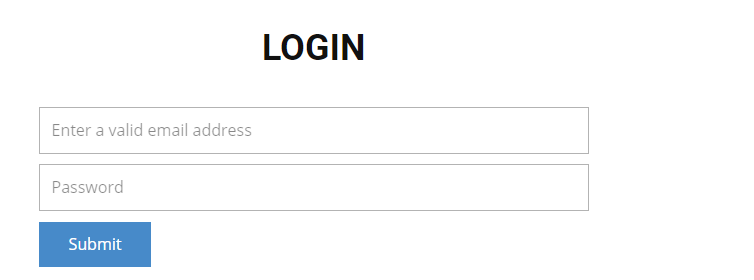 LOGIN
Enter a valid email address
Password
Submit